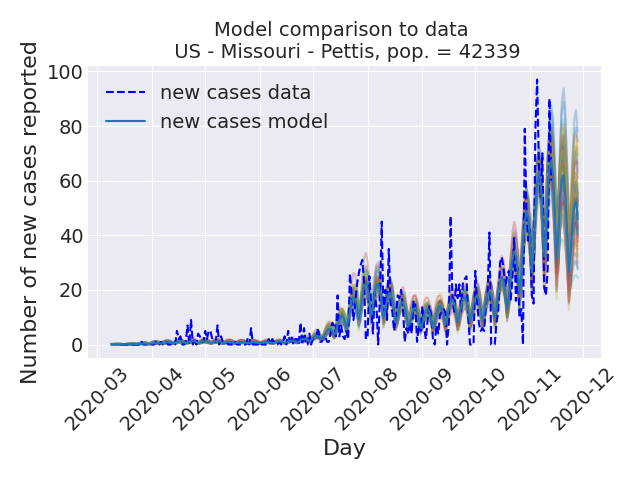 Model comparison to data
US - Missouri - Pettis, pop. = 42339
Number of new cases reported
100
80
60
40
20
0
new cases data
new cases model
2020-03
2020-04
2020-05
2020-06
2020-07
2020-08
2020-09
2020-10
2020-11
2020-12
Day